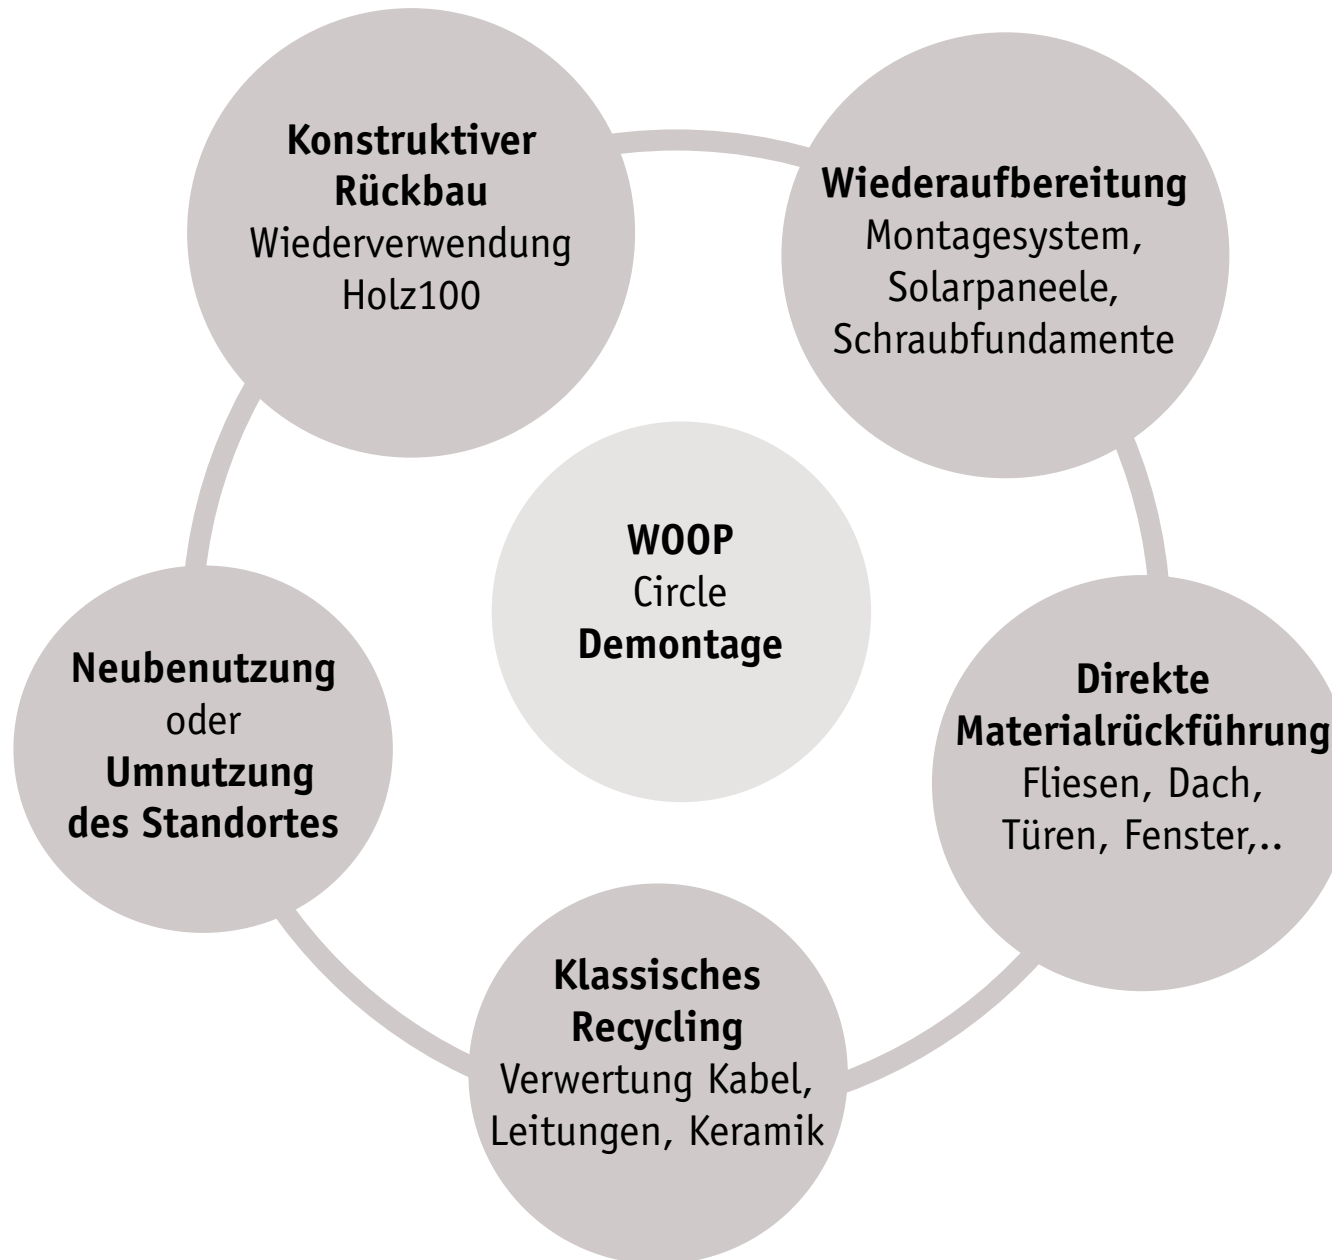 Konstruktiver
Rückbau
Wiederverwendung
Holz100
Wiederaufbereitung
Montagesystem,
Solarpaneele,
Schraubfundamente
WOOP
Circle
Demontage
Neubenutzung
oder
Umnutzung
des Standortes
Direkte
Materialrückführung
Fliesen, Dach,
Türen, Fenster,..
Klassisches
Recycling
Verwertung Kabel,
Leitungen, Keramik